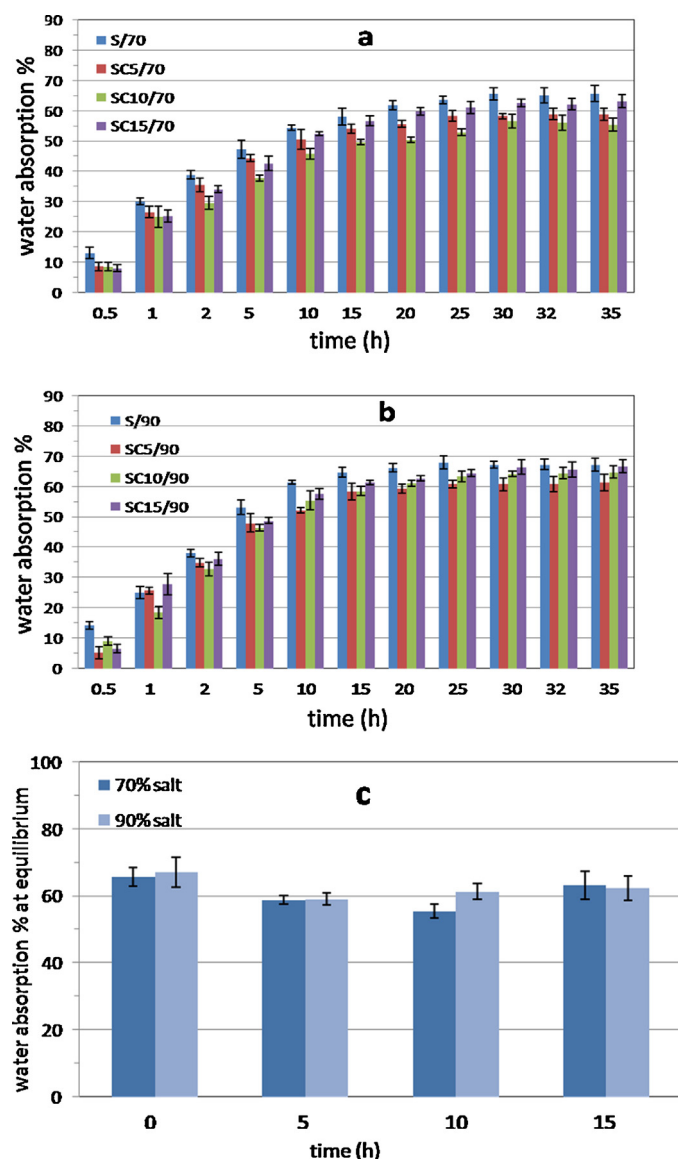 a
S/70
SC5/70
SC10/70
SC15/70
water absorption %
90
80
70
60
50
40
30
20
10
0
0.5 1 2 5 10 15 20 25 30 32 35
time (h)
b
S/90
SC5/90
SC10/90
SC15/90
water absorption %
90
80
70
60
50
40
30
20
10
0
0.5 1 2 5 10 15 20 25 30 32 35
time (h)
c
70% salt
90% salt
water absorption % at equilibrium
100
80
60
40
20
0
0 5 10 15
time (h)